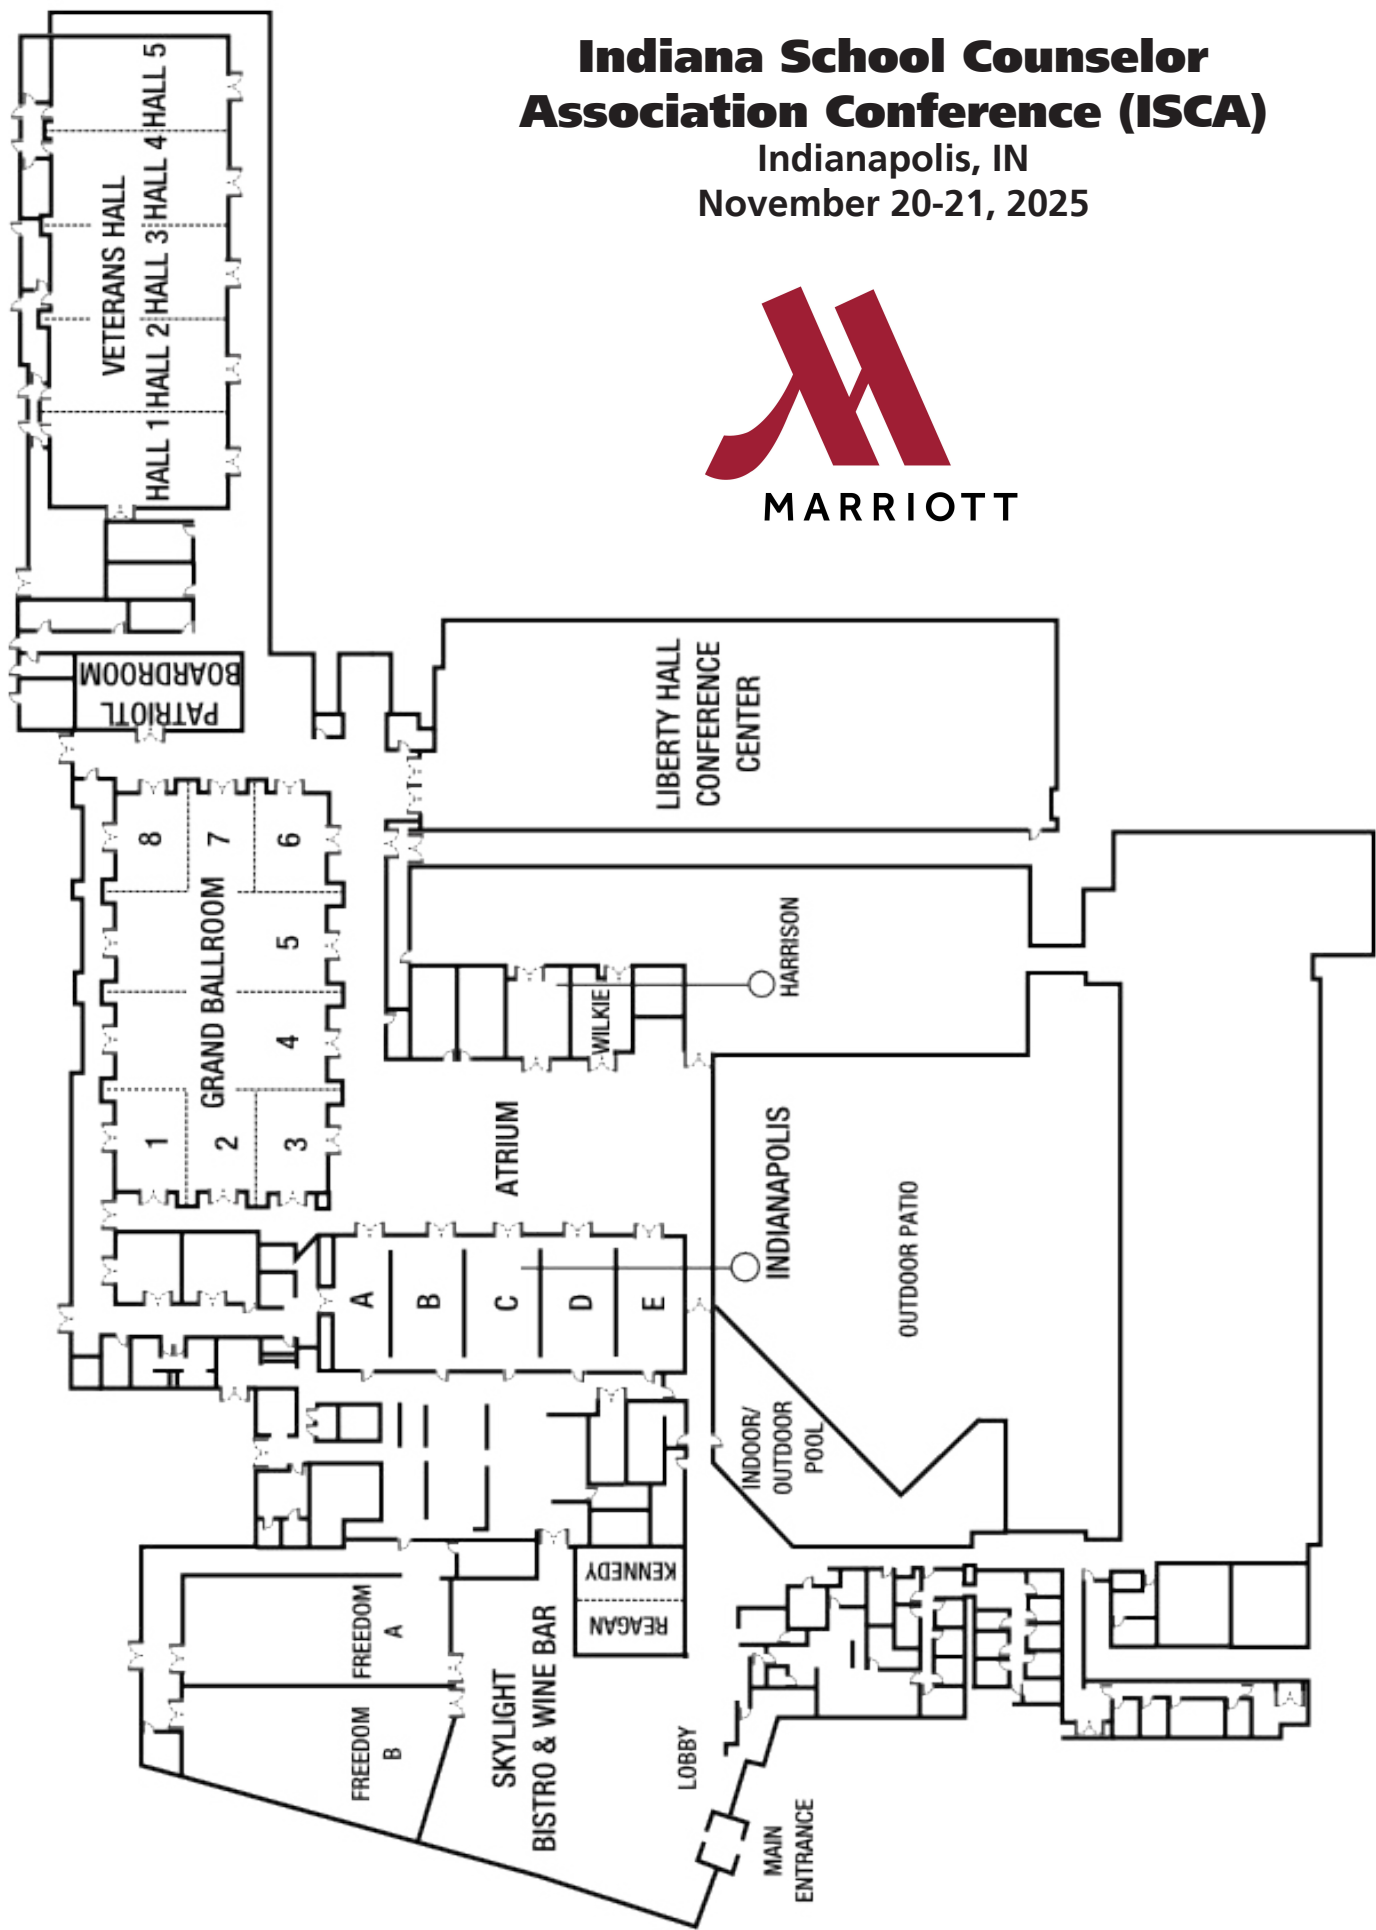 Indiana School Counselor
Association Conference (ISCA)
Indianapolis, IN
November 20-21, 2025
MARRIOTT
VETERANS HALL
HALL 1
HALL 2
HALL 3
HALL 4
HALL 5
PATRIOTL
BOARDROOM
LIBERTY HALL
CONFERENCE
CENTER
GRAND BALLROOM
8
7
6
5
4
1
2
3
HARRISON
WILKIE
ATRIUM
INDIANAPOLIS
A
B
C
D
E
OUTDOOR PATIO
INDOOR/
OUTDOOR
POOL
KENNEDY
REAGAN
FREEDOM
A
FREEDOM
B
SKYLIGHT
BISTRO & WINE BAR
LOBBY
MAIN
ENTRANCE